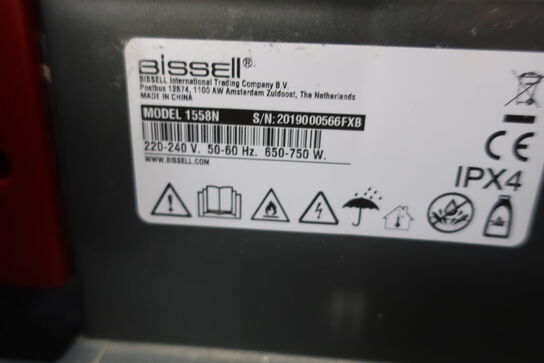 BISSELL®
BISSELL International Trading Company B.V.
Postbus 12874, 1100 AW Amsterdam Zuidoost, The Netherlands
MADE IN CHINA
MODEL 1558N S/N: 2019000566FXB
220-240 V. 50-60 Hz. 650-750 W.
WWW.BISSELL.COM
CE
IPX4